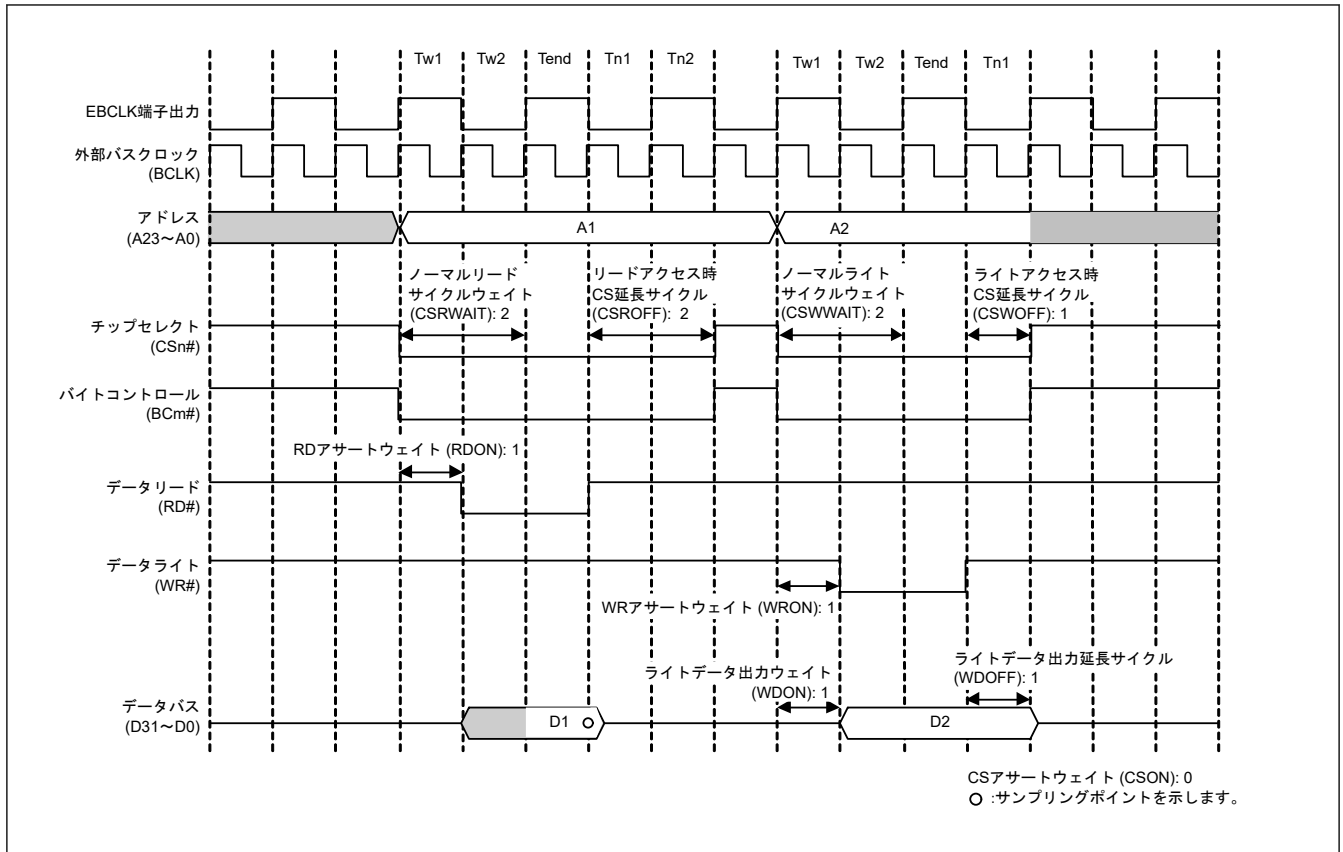 Tw1 Tw2 Tend Tn1 Tn2 Tw1 Tw2 Tend Tn1
EBCLK端子出力
外部バスクロック
(BCLK)
アドレス
(A23～A0)
A1
A2
ノーマルリード
サイクルウェイト
(CSRWAIT): 2
リードアクセス時
CS延長サイクル
(CSROFF): 2
ノーマルライト
サイクルウェイト
(CSWWAIT): 2
ライトアクセス時
CS延長サイクル
(CSWOFF): 1
チップセレクト
(CSn#)
バイトコントロール
(BCm#)
RDアサートウェイト (RDON): 1
データリード
(RD#)
データライト
(WR#)
WRアサートウェイト (WRON): 1
ライトデータ出力ウェイト
(WDON): 1
ライトデータ出力延長サイクル
(WDOFF): 1
データバス
(D31～D0)
D1
D2
CSアサートウェイト (CSON): 0
○ :サンプリングポイントを示します。